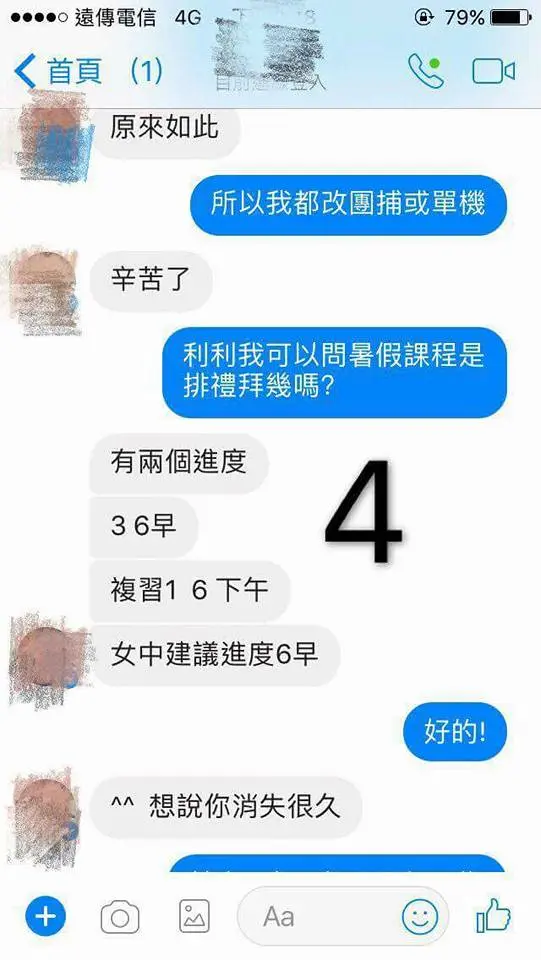 遠傳電信 4G 79%
首頁 (1)
原來如此
所以我都改團捕或單機
辛苦了
利利我可以問暑假課程是
排禮拜幾嗎?
有兩個進度
3 6早
4
複習1 6下午
女中建議進度6早
好的!
^^ 想說你消失很久
Aa